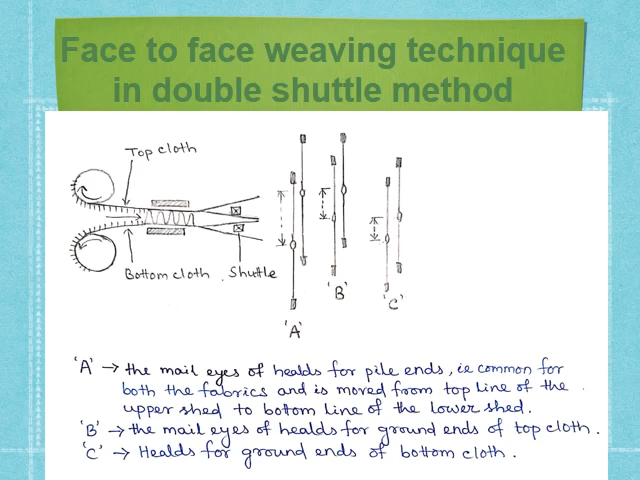 Face to face weaving technique
in double shuttle method
Top cloth
Bottom cloth
Shuttle
'A'
'B'
'C'
'A' → the mail eyes of healds for pile ends, ie common for
both the fabrics and is moved from top line of the
upper shed to bottom line of the lower shed.
'B' → the mail eyes of healds for ground ends of top cloth.
'C' → Healds for ground ends of bottom cloth.